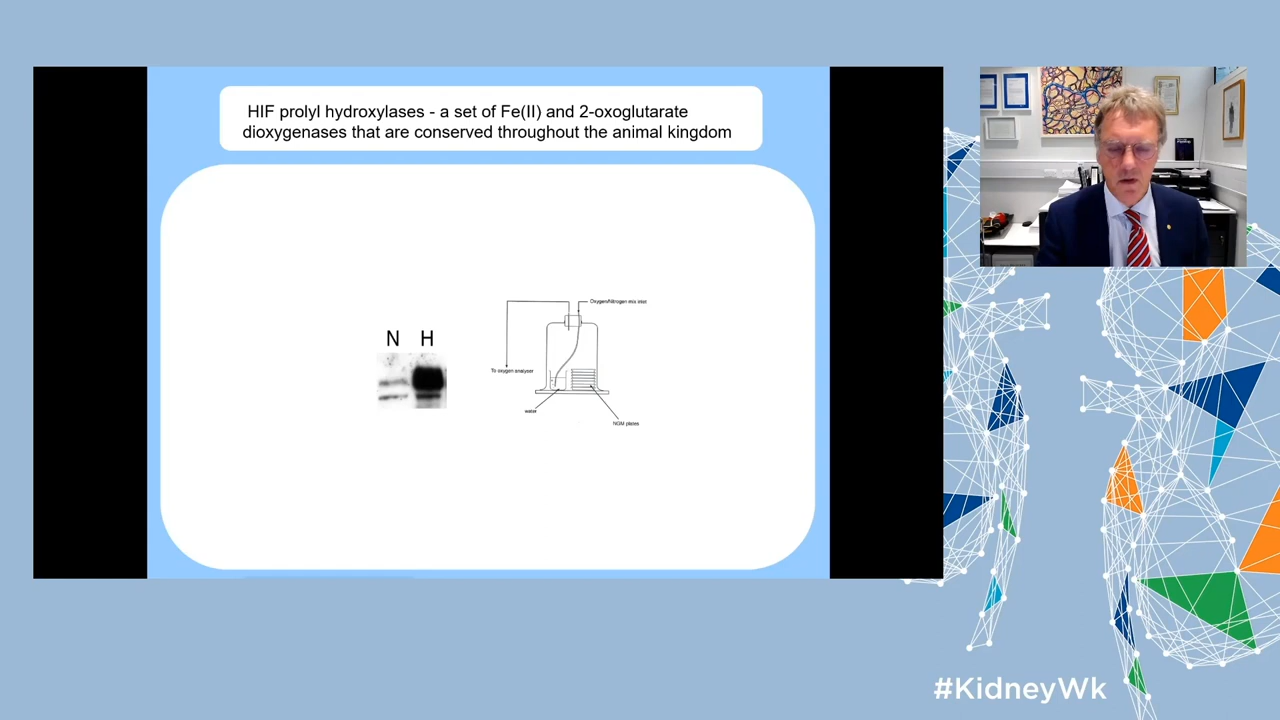 HIF prolyl hydroxylases - a set of Fe(II) and 2-oxoglutarate
dioxygenases that are conserved throughout the animal kingdom
N H
Oxygen/Nitrogen mix inlet
To oxygen analyser
water
NGM plates
#KidneyWk